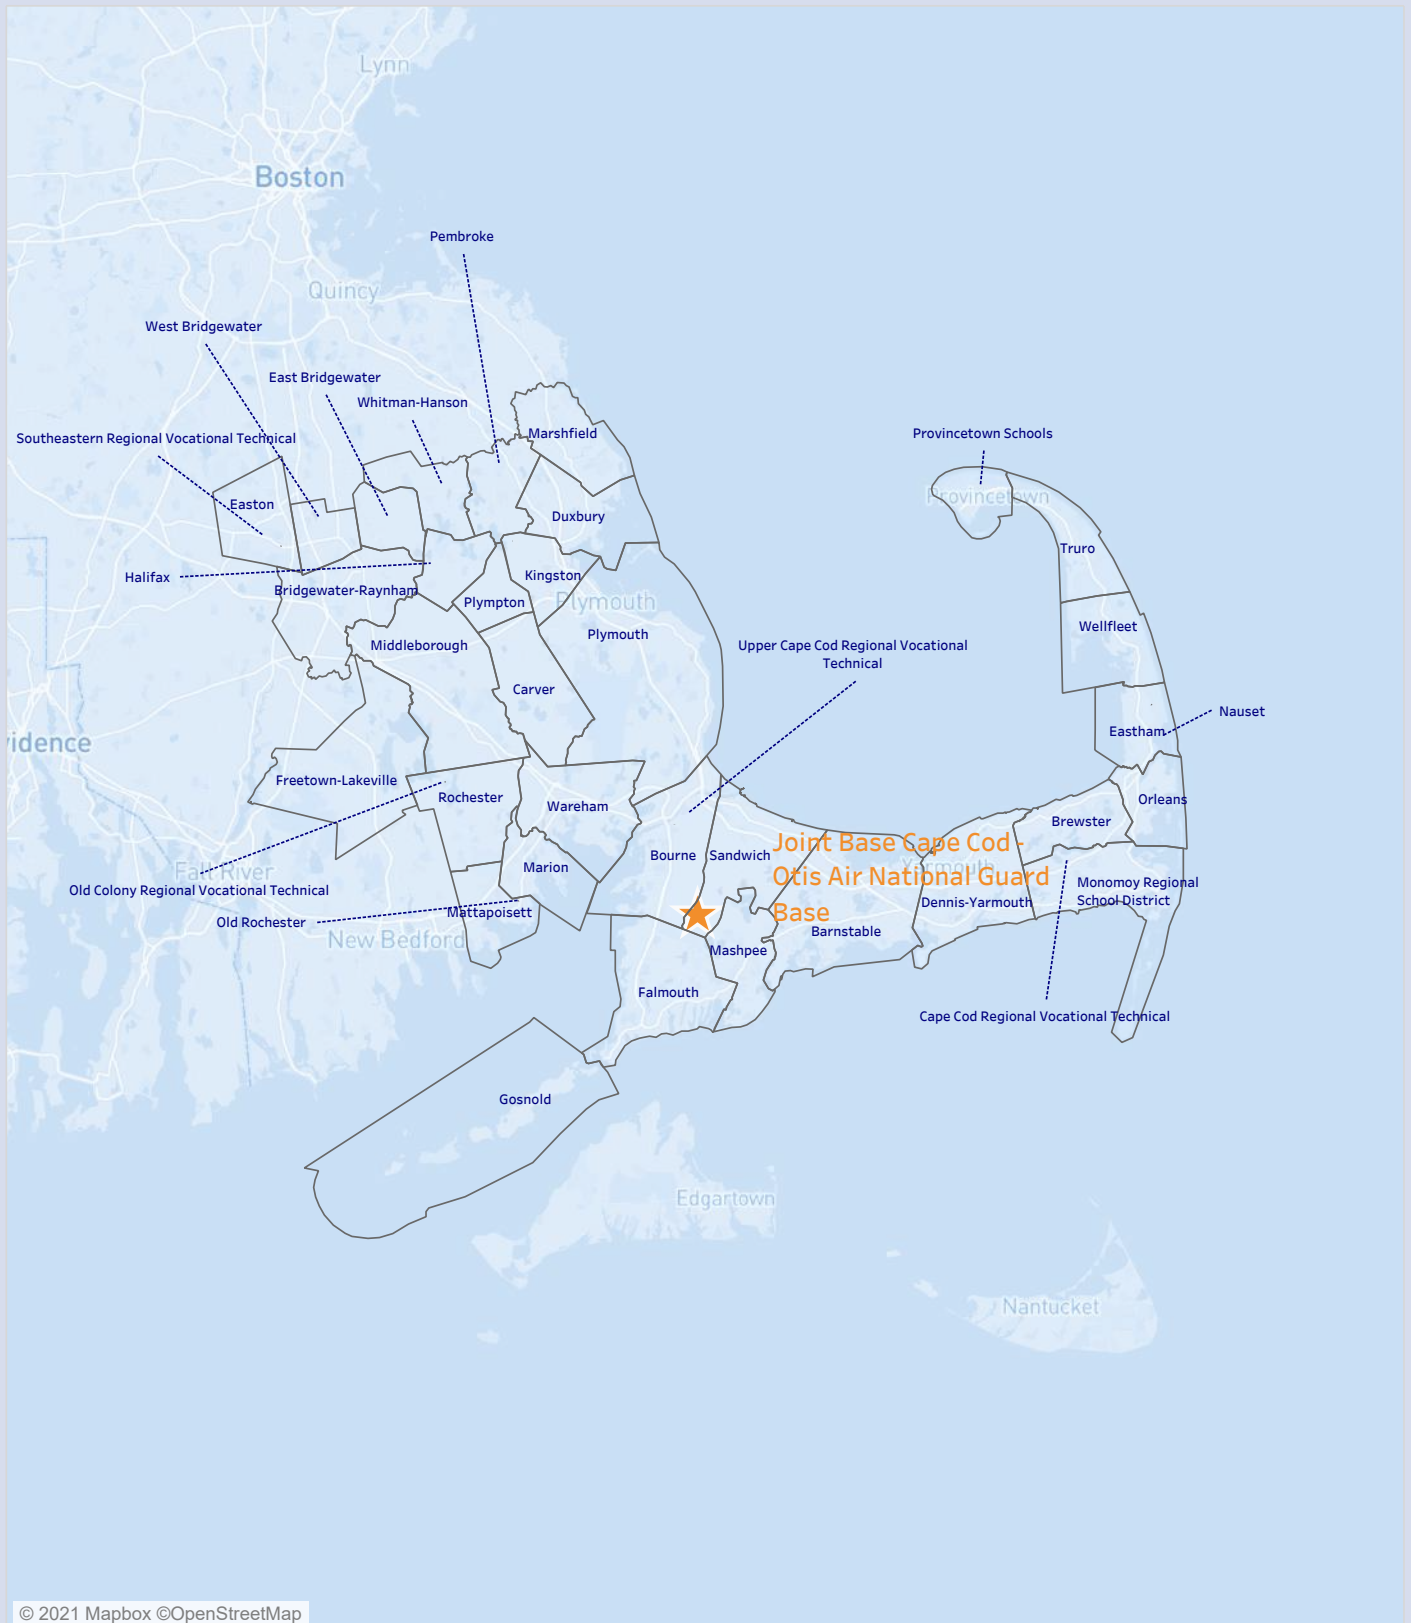 Lynn
Boston
Pembroke
Quincy
West Bridgewater
East Bridgewater
Whitman-Hanson
Southeastern Regional Vocational Technical
Marshfield
Provincetown Schools
Provincetown
Easton
Duxbury
Truro
Halifax
Bridgewater-Raynham
Kingston
Plympton
Plymouth
Plymouth
Wellfleet
Middleborough
Upper Cape Cod Regional Vocational
Technical
Carver
Nauset
Eastham
vidence
Freetown-Lakeville
Rochester
Wareham
Orleans
Brewster
Joint Base Cape Cod -
Otis Air National Guard
Base
Bourne
Sandwich
Yarmouth
Marion
Fall River
Old Colony Regional Vocational Technical
Monomoy Regional
School District
Dennis-Yarmouth
Mattapoisett
Old Rochester
Barnstable
New Bedford
Mashpee
Falmouth
Cape Cod Regional Vocational Technical
Gosnold
Edgartown
Nantucket
© 2021 Mapbox ©OpenStreetMap